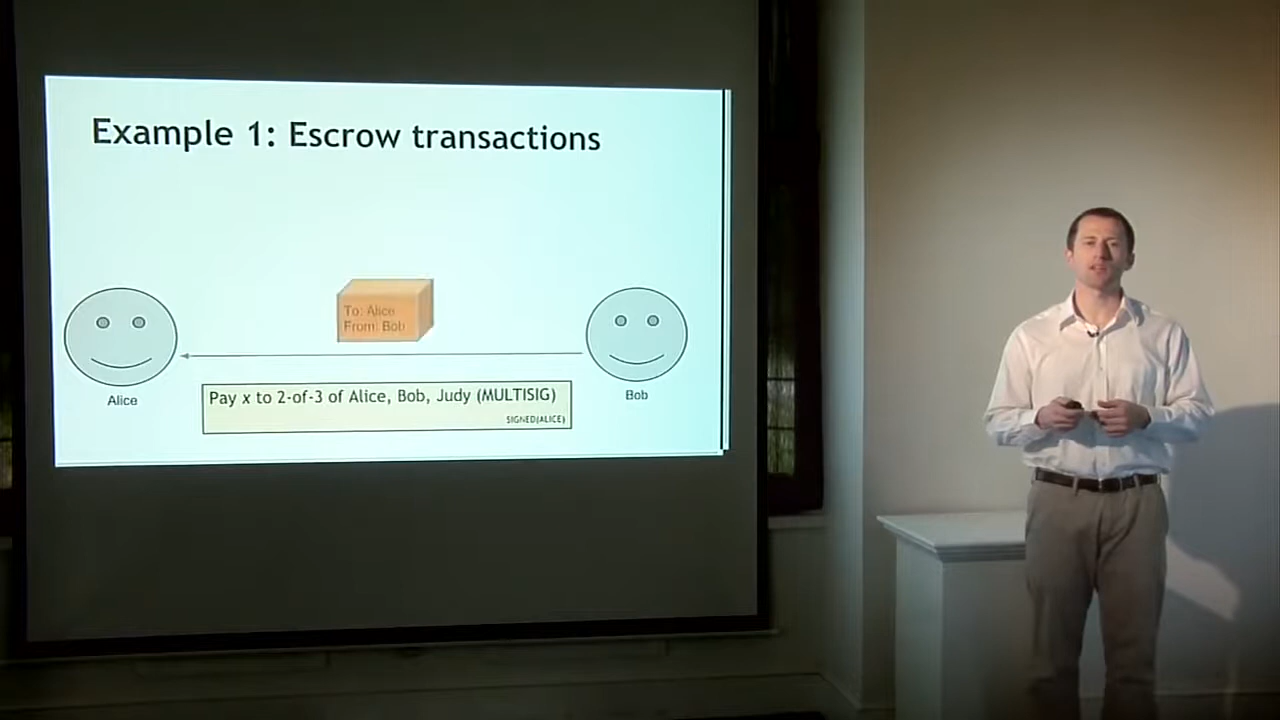 Example 1: Escrow transactions
To: Alice
From: Bob
Alice
Bob
Pay x to 2-of-3 of Alice, Bob, Judy (MULTISIG)
SIGNED(ALICE)